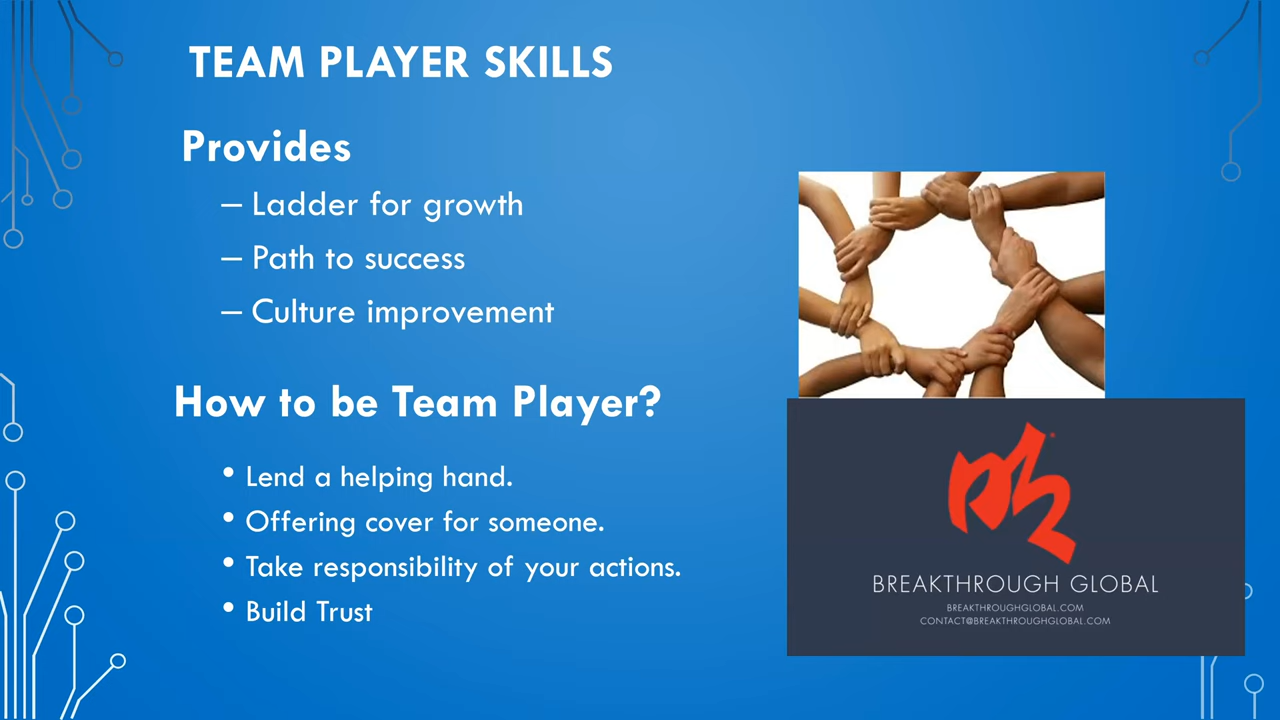 TEAM PLAYER SKILLS
Provides
– Ladder for growth
– Path to success
– Culture improvement
How to be Team Player?
• Lend a helping hand.
• Offering cover for someone.
• Take responsibility of your actions.
• Build Trust
BREAKTHROUGH GLOBAL
BREAKTHROUGHGLOBAL.COM
CONTACT@BREAKTHROUGHGLOBAL.COM